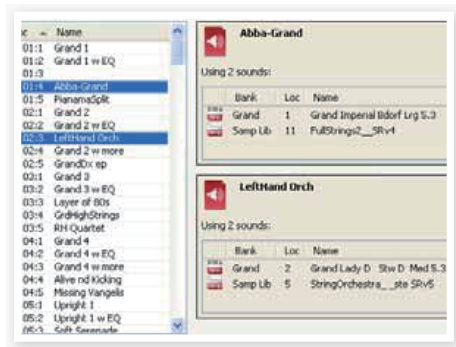 Name
01:1 Grand 1
01:2 Grand 1 w EQ
01:3
01:4 Abba-Grand
01:5 PianamaSplit
02:1 Grand 2
02:2 Grand 2 w EQ
02:3 LeftHand Orch
02:4 Grand 2 w more
02:5 GrandDx ep
03:1 Grand 3
03:2 Grand 3 w EQ
03:3 Layer of 80s
03:4 GrdHighStrings
03:5 RH Quartet
04:1 Grand 4
04:2 Grand 4 w EQ
04:3 Grand 4 w more
04:4 Alive nd Kicking
04:5 Missing Vangelis
05:1 Upright 1
05:2 Upright 1 w EQ
05:3 Soft Serenade
Abba-Grand
Using 2 sounds:
Bank Loc Name
Grand 1 Grand Imperial Bdorf Lrg 5.3
Samp Lib 11 FullStrings2__SRv4
LeftHand Orch
Using 2 sounds:
Bank Loc Name
Grand 2 Grand Lady D Stw D Med 5.3
Samp Lib 5 StringOrchestra_ _ste SRv5